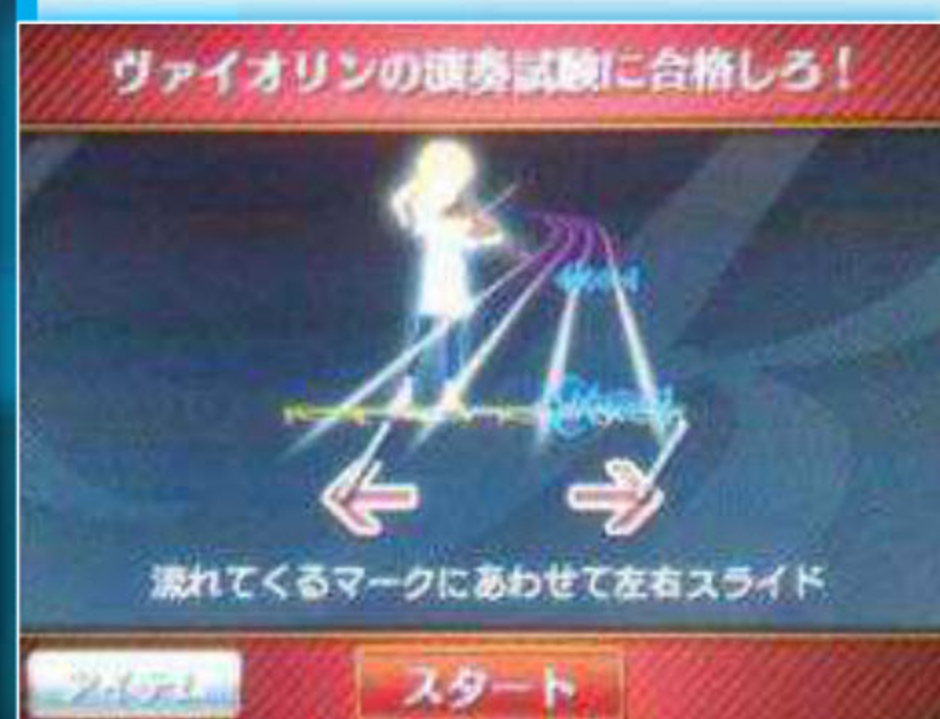 ヴァイオリンの演奏試験に合格しろ！
流れてくるマークにあわせて左右スライド
スタート